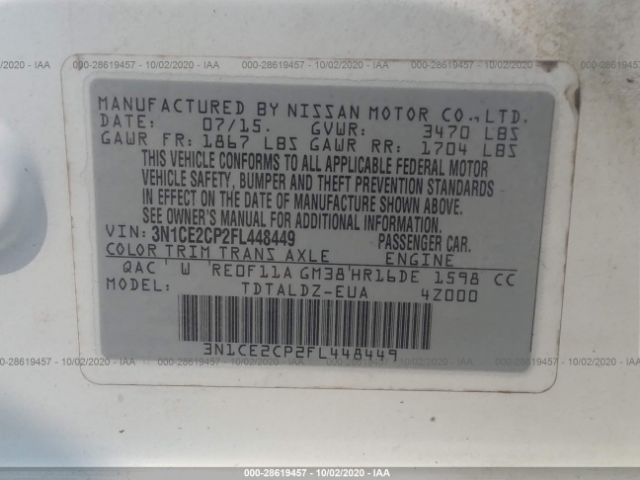 000-28619457 - 10/02/2020 - IAA
MANUFACTURED BY NISSAN MOTOR CO., LTD.
DATE: 07/15. GVWR: 3470 LBS
GAWR FR: 1867 LBS GAWR RR: 1704 LBS
THIS VEHICLE CONFORMS TO ALL APPLICABLE FEDERAL MOTOR
VEHICLE SAFETY, BUMPER AND THEFT PREVENTION STANDARDS
IN EFFECT ON THE DATE OF MANUFACTURE SHOWN ABOVE.
SEE OWNER'S MANUAL FOR ADDITIONAL INFORMATION.
VIN: 3N1CE2CP2FL448449 PASSENGER CAR.
COLOR TRIM TRANS AXLE ENGINE
QAC W RE0F11A GM38 HR16DE 1598 CC
MODEL: TDTALDZ-EUA 4Z000
3N1CE2CP2FL448449
000-28619457 - 10/02/2020 - IAA